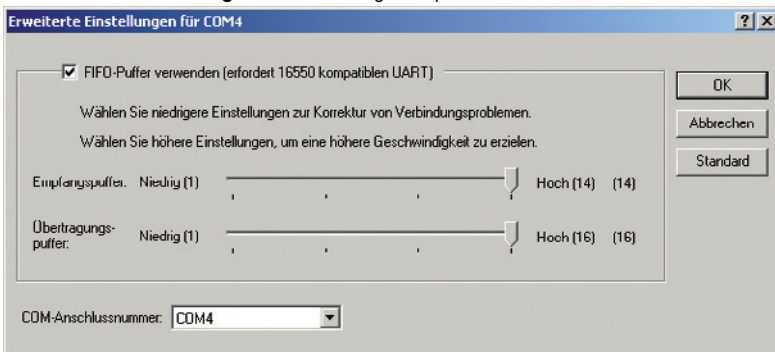 Erweiterte Einstellungen für COM4
FIFO-Puffer verwenden (erfordert 16550 kompatiblen UART)
Wählen Sie niedrigere Einstellungen zur Korrektur von Verbindungsproblemen.
Wählen Sie höhere Einstellungen, um eine höhere Geschwindigkeit zu erzielen.
Empfangspuffer: Niedrig (1) Hoch (14) (14)
Übertragungs-
puffer: Niedrig (1) Hoch (16) (16)
COM-Anschlussnummer: COM4
OK
Abbrechen
Standard